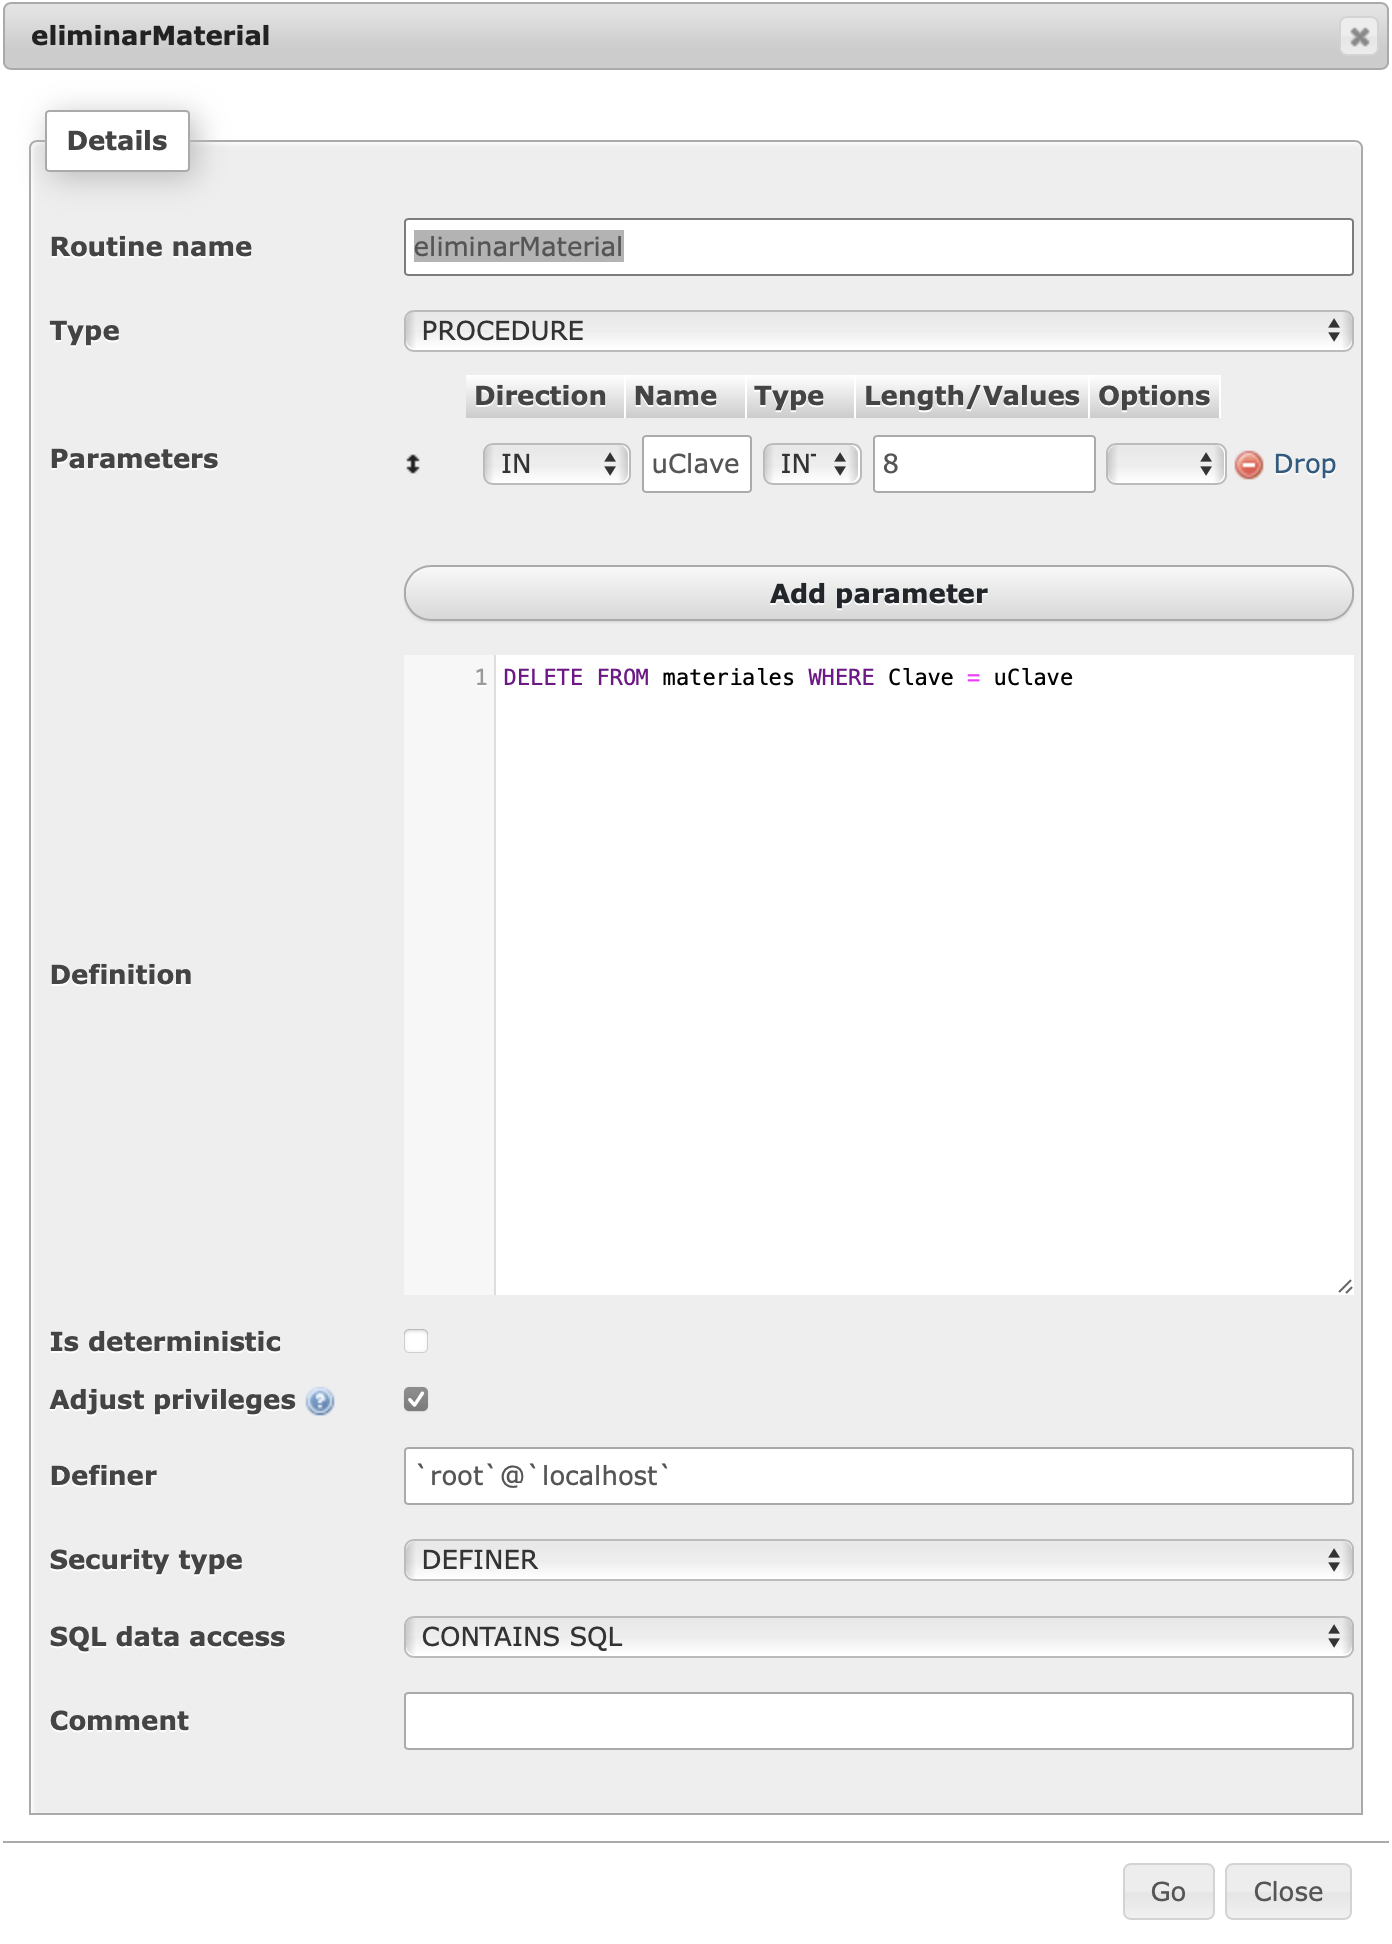 eliminarMaterial
Details
Routine name eliminarMaterial
Type PROCEDURE
Direction Name Type Length/Values Options
Parameters IN uClave INT 8 Drop
Add parameter
1 DELETE FROM materiales WHERE Clave = uClave
Definition
Is deterministic
Adjust privileges
Definer `root`@`localhost`
Security type DEFINER
SQL data access CONTAINS SQL
Comment
Go Close